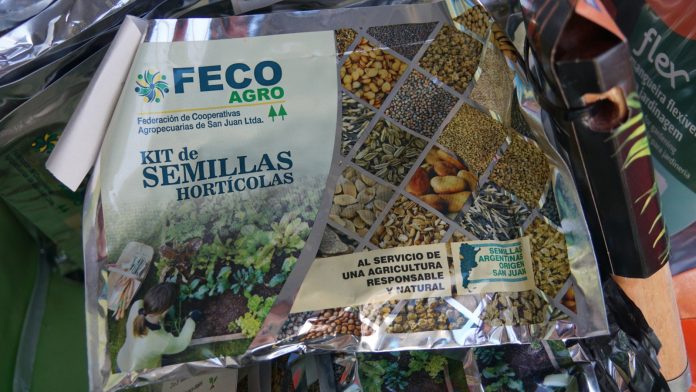 FECO
AGRO
Federación de Cooperativas
Agropecuarias de San Juan Ltda.
KIT de
SEMILLAS
HORTÍCOLAS
AL SERVICIO DE
UNA AGRICULTURA
RESPONSABLE
Y NATURAL
SEMILLAS
ARGENTINAS
ORIGEN
SAN JUAN
flex